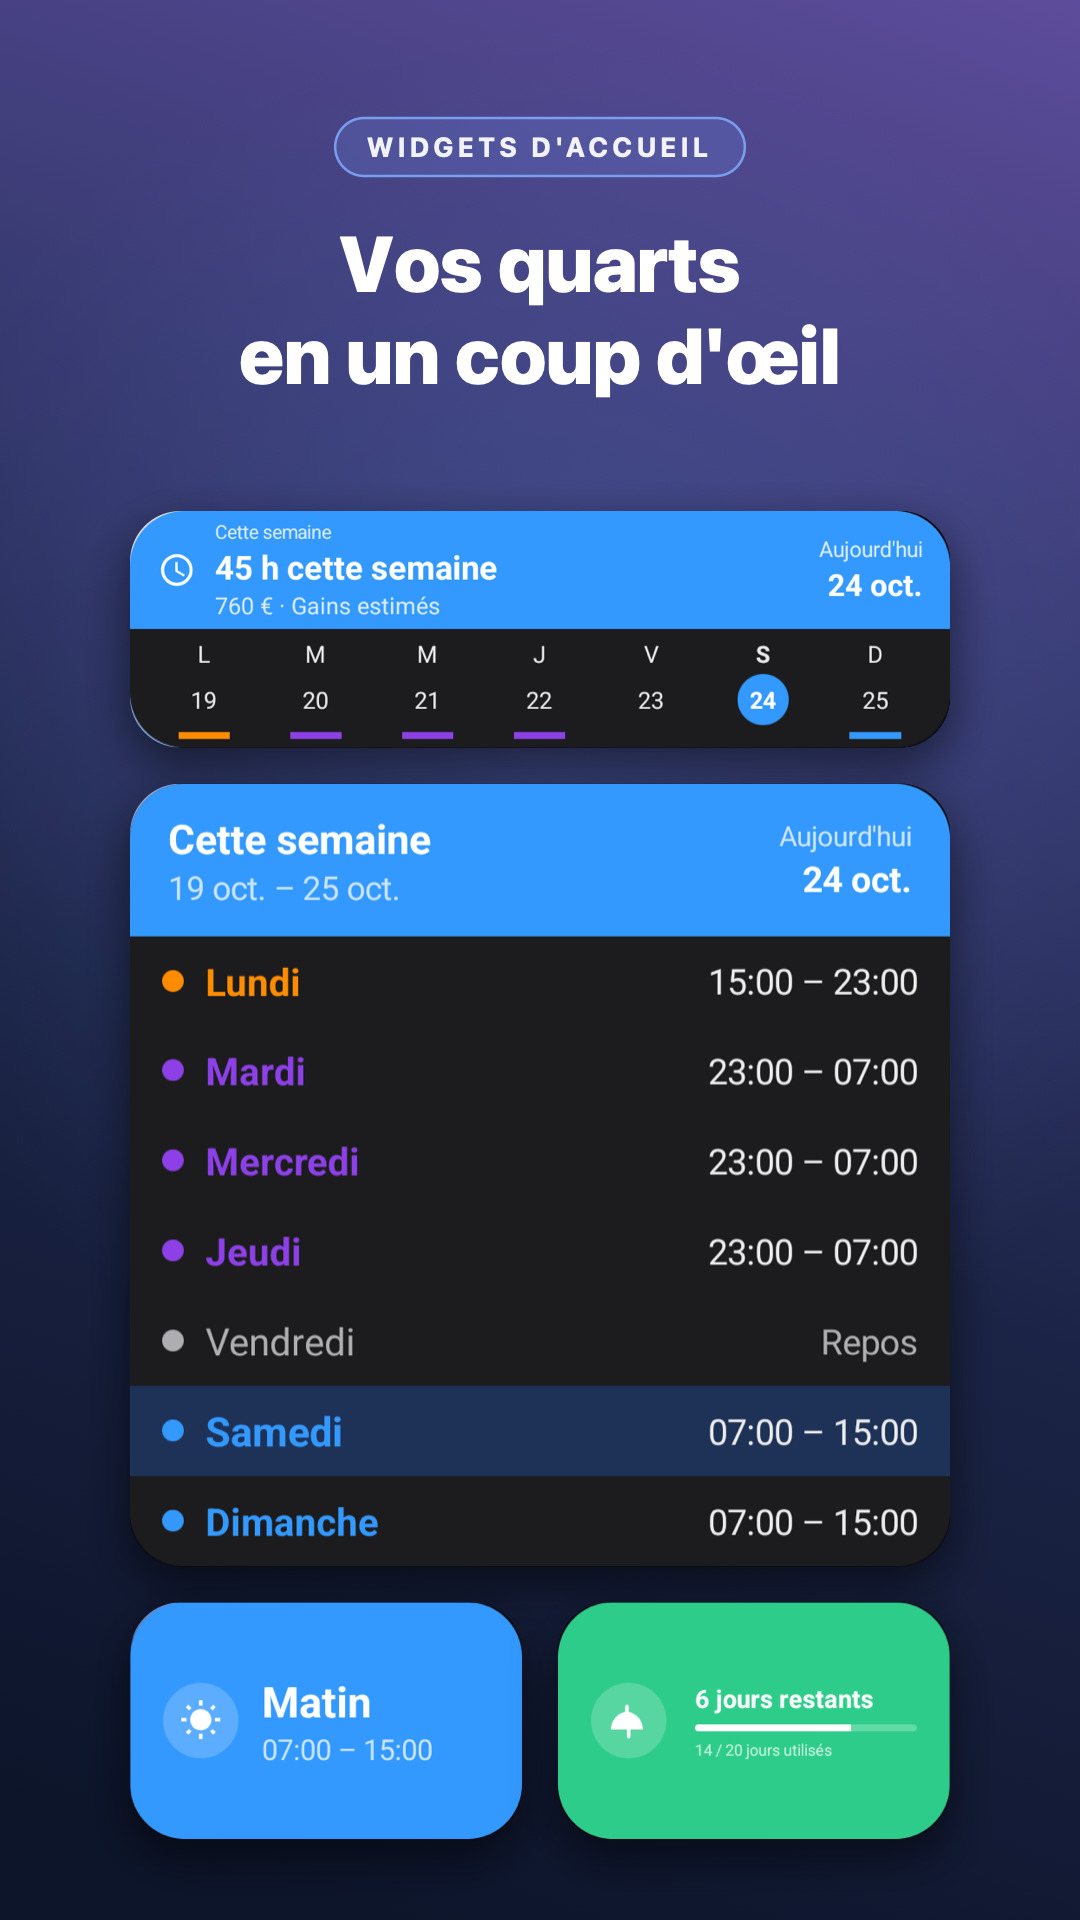 WIDGETS D'ACCUEIL
Vos quarts
en un coup d'œil
Cette semaine
45 h cette semaine
760 € · Gains estimés
Aujourd'hui
24 oct.
L M M J V S D
19 20 21 22 23 24 25
Cette semaine
19 oct. – 25 oct.
Aujourd'hui
24 oct.
Lundi 15:00 – 23:00
Mardi 23:00 – 07:00
Mercredi 23:00 – 07:00
Jeudi 23:00 – 07:00
Vendredi Repos
Samedi 07:00 – 15:00
Dimanche 07:00 – 15:00
Matin
07:00 – 15:00
6 jours restants
14 / 20 jours utilisés